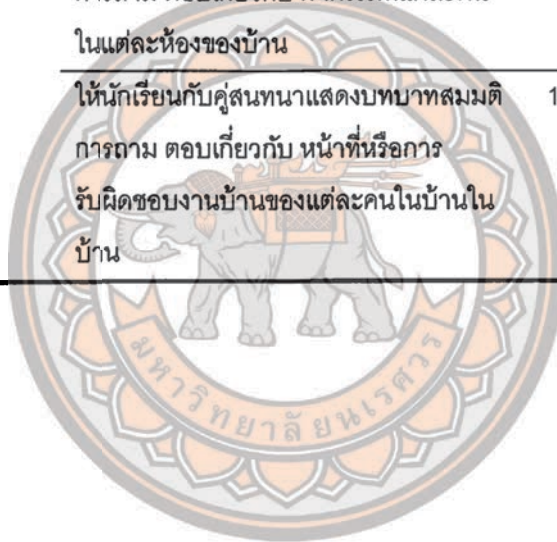 ในแต่ละห้องของบ้าน
ให้นักเรียนกับคู่สนทนาแสดงบทบาทสมมติ 1
การถาม ตอบเกี่ยวกับ หน้าที่หรือการ
รับผิดชอบงานบ้านของแต่ละคนในบ้านใน
บ้าน
มหาวิทยาลัยนเรศวร